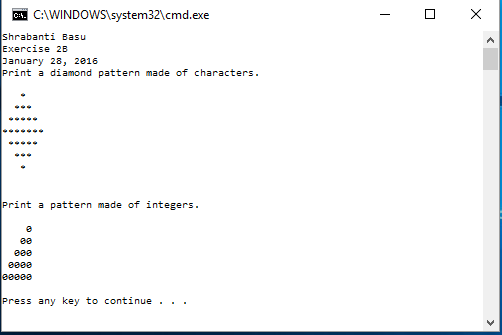 C:\WINDOWS\system32\cmd.exe
Shrabanti Basu
Exercise 2B
January 28, 2016
Print a diamond pattern made of characters.
   *
  ***
 *****
*******
 *****
  ***
   *
Print a pattern made of integers.
    0
   00
  000
 0000
00000
Press any key to continue . . .